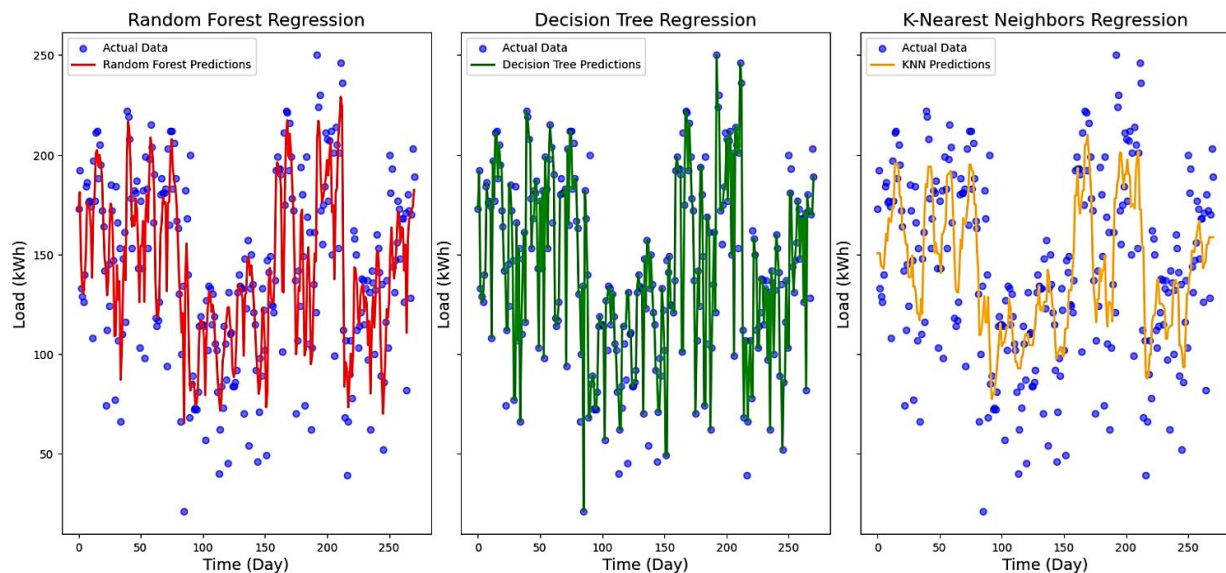 Random Forest Regression
Actual Data
Random Forest Predictions
Load (kWh)
250
200
150
100
50
0
50
100
150
200
250
Time (Day)
Decision Tree Regression
Actual Data
Decision Tree Predictions
Load (kWh)
0
50
100
150
200
250
Time (Day)
K-Nearest Neighbors Regression
Actual Data
KNN Predictions
Load (kWh)
0
50
100
150
200
250
Time (Day)